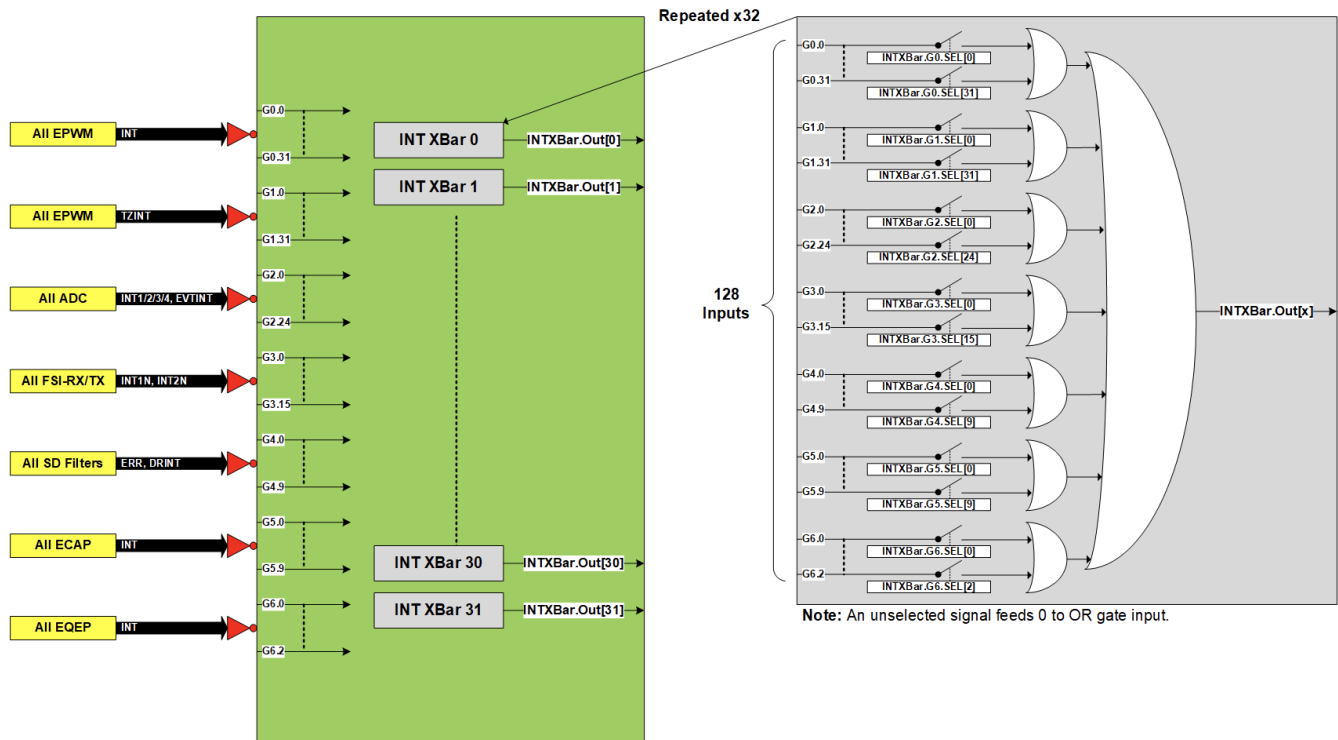 Repeated x32
All EPWM
INT
G0.0
G0.31
All EPWM
TZINT
G1.0
G1.31
All ADC
INT1/2/3/4, EVTINT
G2.0
G2.24
All FSI-RX/TX
INT1N, INT2N
G3.0
G3.15
All SD Filters
ERR, DRINT
G4.0
G4.9
All ECAP
INT
G5.0
G5.9
All EQEP
INT
G6.0
G6.2
INT XBar 0
INTXBar.Out[0]
INT XBar 1
INTXBar.Out[1]
INT XBar 30
INTXBar.Out[30]
INT XBar 31
INTXBar.Out[31]
128
Inputs
G0.0
INTXBar.G0.SEL[0]
G0.31
INTXBar.G0.SEL[31]
G1.0
INTXBar.G1.SEL[0]
G1.31
INTXBar.G1.SEL[31]
G2.0
INTXBar.G2.SEL[0]
G2.24
INTXBar.G2.SEL[24]
G3.0
INTXBar.G3.SEL[0]
G3.15
INTXBar.G3.SEL[15]
G4.0
INTXBar.G4.SEL[0]
G4.9
INTXBar.G4.SEL[9]
G5.0
INTXBar.G5.SEL[0]
G5.9
INTXBar.G5.SEL[9]
G6.0
INTXBar.G6.SEL[0]
G6.2
INTXBar.G6.SEL[2]
INTXBar.Out[x]
Note: An unselected signal feeds 0 to OR gate input.